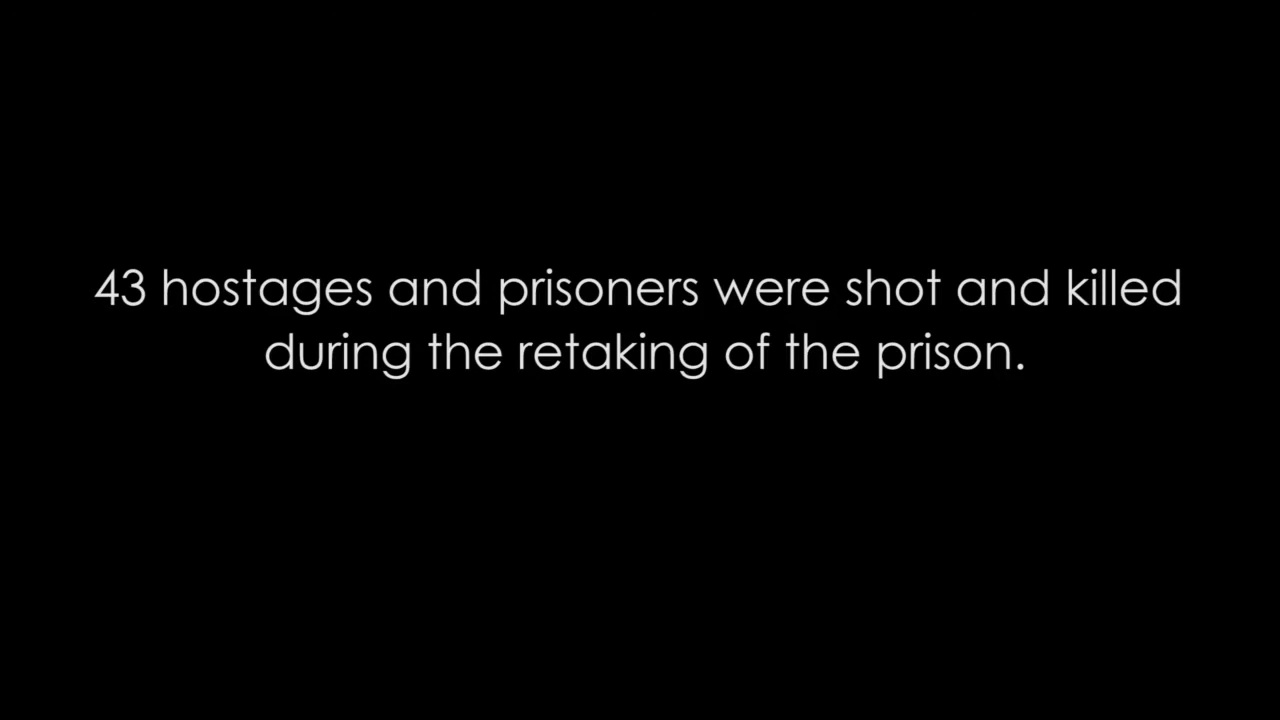 43 hostages and prisoners were shot and killed
during the retaking of the prison.